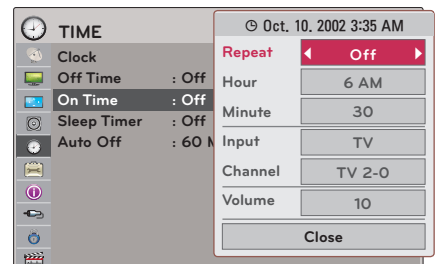 TIME
Clock
Off Time : Off
On Time : Off
Sleep Timer : Off
Auto Off : 60
Oct. 10. 2002 3:35 AM
Repeat Off
Hour 6 AM
Minute 30
Input TV
Channel TV 2-0
Volume 10
Close